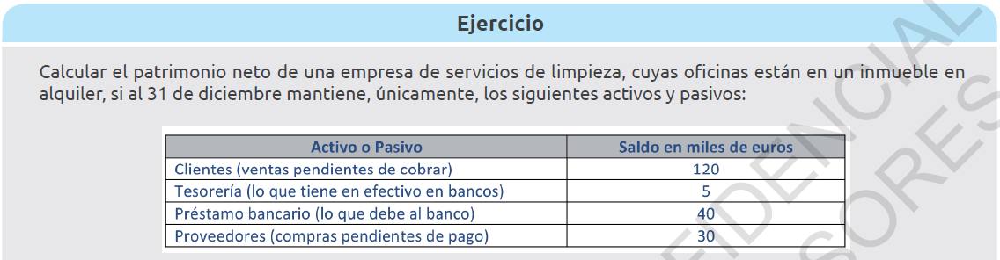 Ejercicio
Calcular el patrimonio neto de una empresa de servicios de limpieza, cuyas oficinas están en un inmueble en
alquiler, si al 31 de diciembre mantiene, únicamente, los siguientes activos y pasivos:
Activo o Pasivo Saldo en miles de euros
Clientes (ventas pendientes de cobrar) 120
Tesorería (lo que tiene en efectivo en bancos) 5
Préstamo bancario (lo que debe al banco) 40
Proveedores (compras pendientes de pago) 30
FIDENCIAL
SORES